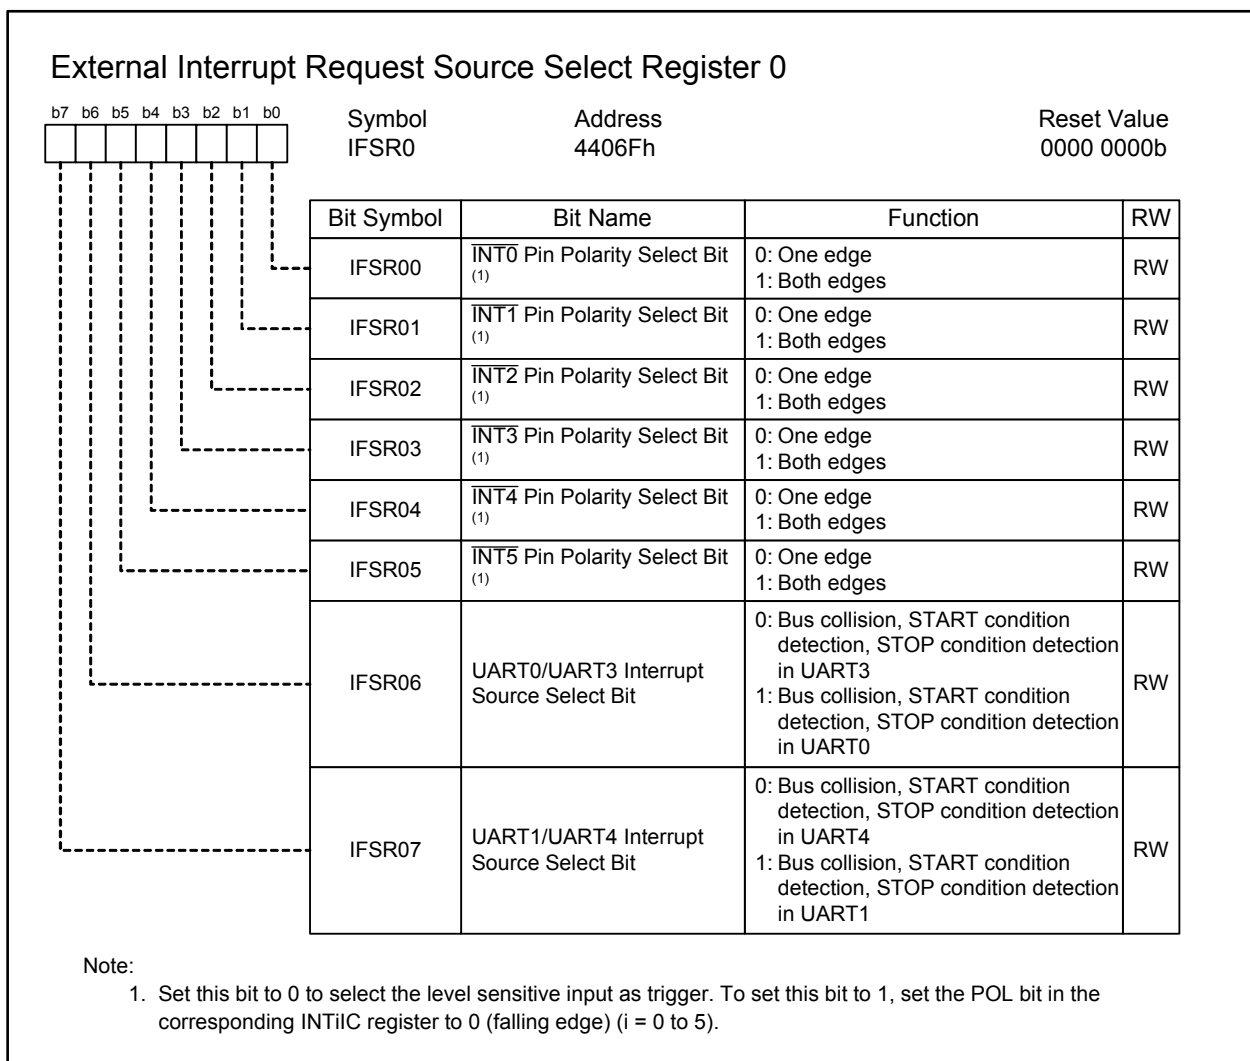 External Interrupt Request Source Select Register 0
b7 b6 b5 b4 b3 b2 b1 b0
Symbol Address Reset Value
IFSR0 4406Fh 0000 0000b
Bit Symbol Bit Name Function RW
IFSR00 INT0 Pin Polarity Select Bit (1) 0: One edge RW
1: Both edges
IFSR01 INT1 Pin Polarity Select Bit (1) 0: One edge RW
1: Both edges
IFSR02 INT2 Pin Polarity Select Bit (1) 0: One edge RW
1: Both edges
IFSR03 INT3 Pin Polarity Select Bit (1) 0: One edge RW
1: Both edges
IFSR04 INT4 Pin Polarity Select Bit (1) 0: One edge RW
1: Both edges
IFSR05 INT5 Pin Polarity Select Bit (1) 0: One edge RW
1: Both edges
IFSR06
UART0/UART3 Interrupt
Source Select Bit
0: Bus collision, START condition
detection, STOP condition detection
in UART3
1: Bus collision, START condition
detection, STOP condition detection
in UART0
RW
IFSR07
UART1/UART4 Interrupt
Source Select Bit
0: Bus collision, START condition
detection, STOP condition detection
in UART4
1: Bus collision, START condition
detection, STOP condition detection
in UART1
RW
Note:
1. Set this bit to 0 to select the level sensitive input as trigger. To set this bit to 1, set the POL bit in the
corresponding INTiIC register to 0 (falling edge) (i = 0 to 5).